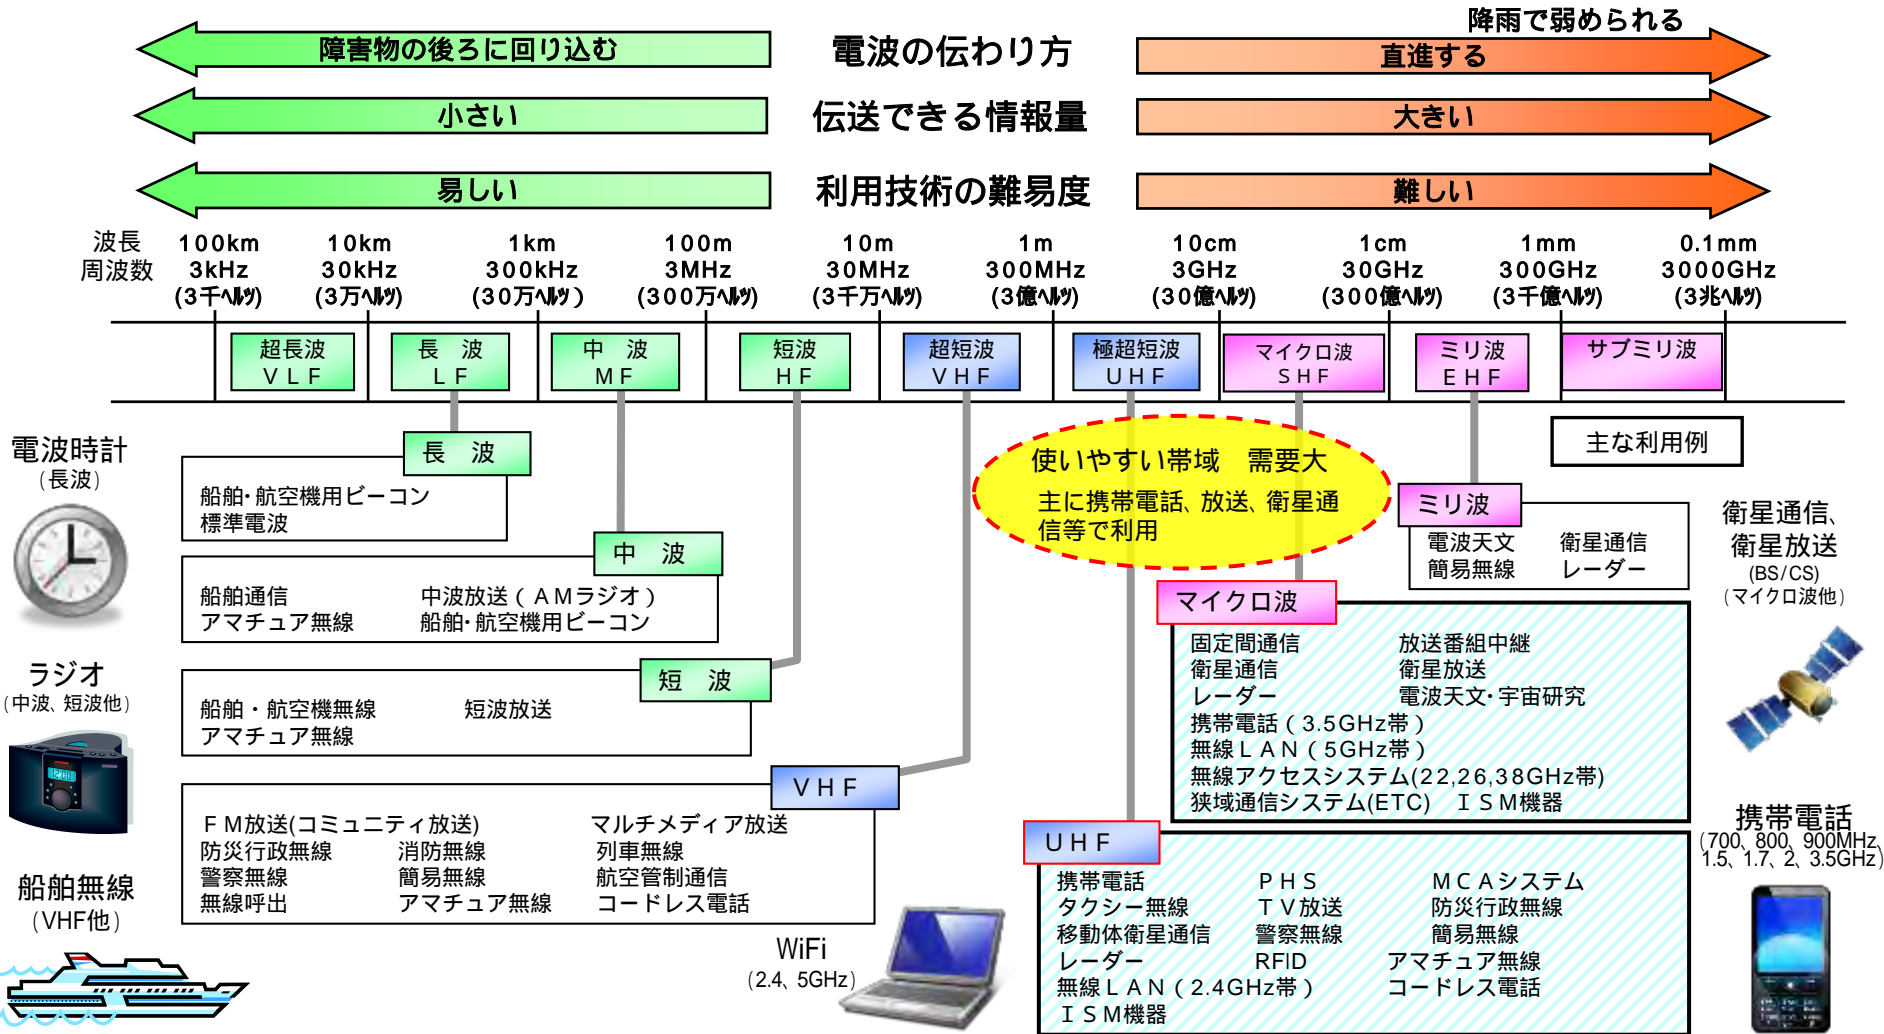 降雨で弱められる
障害物の後ろに回り込む 電波の伝わり方 直進する
小さい 伝送できる情報量 大きい
易しい 利用技術の難易度 難しい
波長 100km 10km 1km 100m 10m 1m 10cm 1cm 1mm 0.1mm
周波数 3kHz 30kHz 300kHz 3MHz 30MHz 300MHz 3GHz 30GHz 300GHz 3000GHz
(3千ヘルツ) (3万ヘルツ) (30万ヘルツ) (300万ヘルツ) (3千万ヘルツ) (3億ヘルツ) (30億ヘルツ) (300億ヘルツ) (3千億ヘルツ) (3兆ヘルツ)
超長波 長 波 中 波 短波 超短波 極超短波 マイクロ波 ミリ波 サブミリ波
ＶＬＦ ＬＦ ＭＦ ＨＦ ＶＨＦ ＵＨＦ ＳＨＦ ＥＨＦ
主な利用例
使いやすい帯域 需要大
主に携帯電話、放送、衛星通
信等で利用
電波時計
(長波)
長 波
船舶･航空機用ビーコン
標準電波
中 波
船舶通信 中波放送（ＡＭラジオ）
アマチュア無線 船舶･航空機用ビーコン
ラジオ
(中波、短波他)
短 波
船舶・航空機無線 短波放送
アマチュア無線
ＶＨＦ
ＦＭ放送(コミュニティ放送) マルチメディア放送
防災行政無線 消防無線 列車無線
警察無線 簡易無線 航空管制通信
無線呼出 アマチュア無線 コードレス電話
船舶無線
(VHF他)
WiFi
(2.4、5GHz)
ミリ波
電波天文 衛星通信
簡易無線 レーダー
衛星通信、
衛星放送
(BS/CS)
(マイクロ波他)
マイクロ波
固定間通信 放送番組中継
衛星通信 衛星放送
レーダー 電波天文･宇宙研究
携帯電話（3.5GHz帯）
無線ＬＡＮ（5GHz帯）
無線アクセスシステム(22,26,38GHz帯)
狭域通信システム(ETC) ＩＳＭ機器
ＵＨＦ
携帯電話 ＰＨＳ ＭＣＡシステム
タクシー無線 ＴＶ放送 防災行政無線
移動体衛星通信 警察無線 簡易無線
レーダー RFID アマチュア無線
無線ＬＡＮ（2.4GHz帯） コードレス電話
ＩＳＭ機器
携帯電話
(700、800、900MHz、
1.5、1.7、2、3.5GHz)
12:00